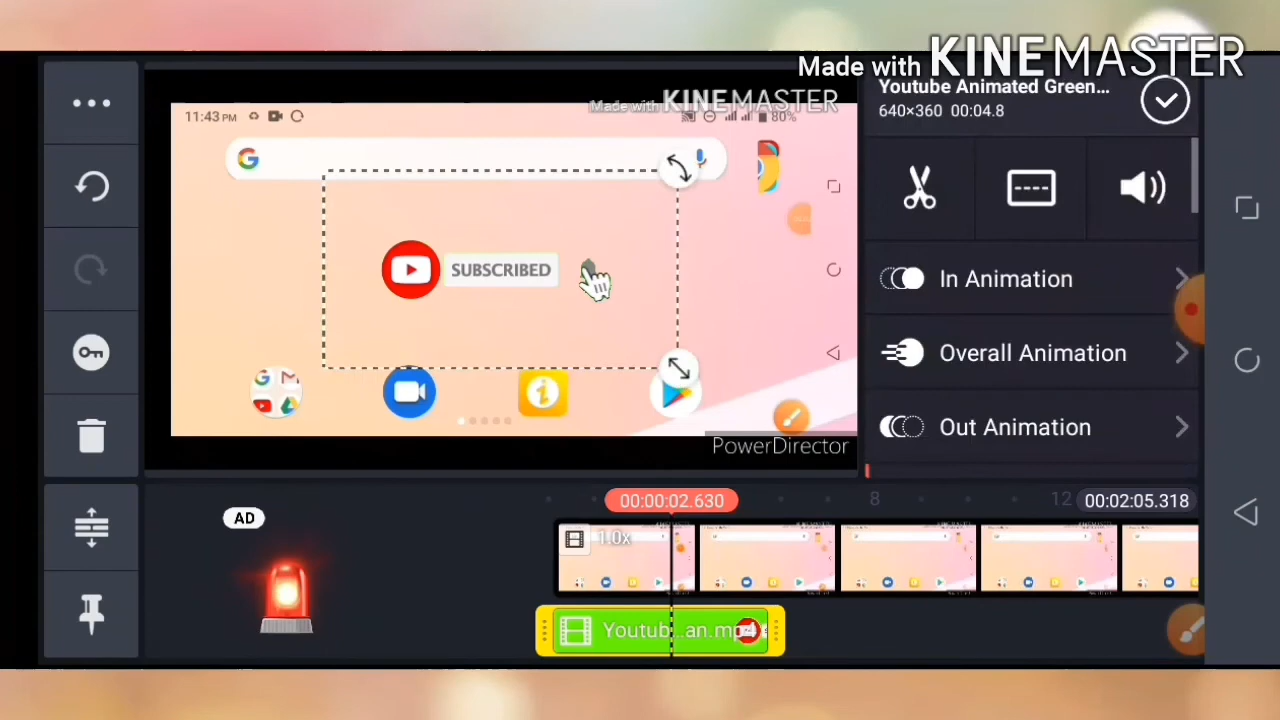 Made with KINEMASTER
Youtube Animated Green...
640×360 00:04.8
Made with KINEMASTER
11:43 PM
80%
SUBSCRIBED
In Animation
Overall Animation
Out Animation
PowerDirector
00:00:02.630
8
12
00:02:05.318
AD
1.0x
Youtub...an.mp4